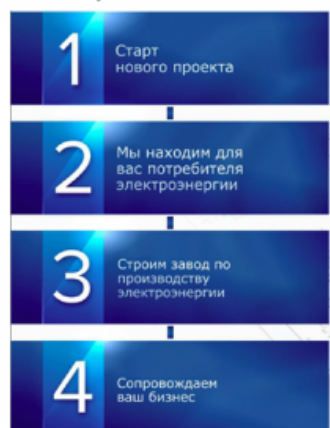 1
Старт
нового проекта
2
Мы находим для
вас потребителя
электроэнергии
3
Строим завод по
производству
электроэнергии
4
Сопровождаем
ваш бизнес